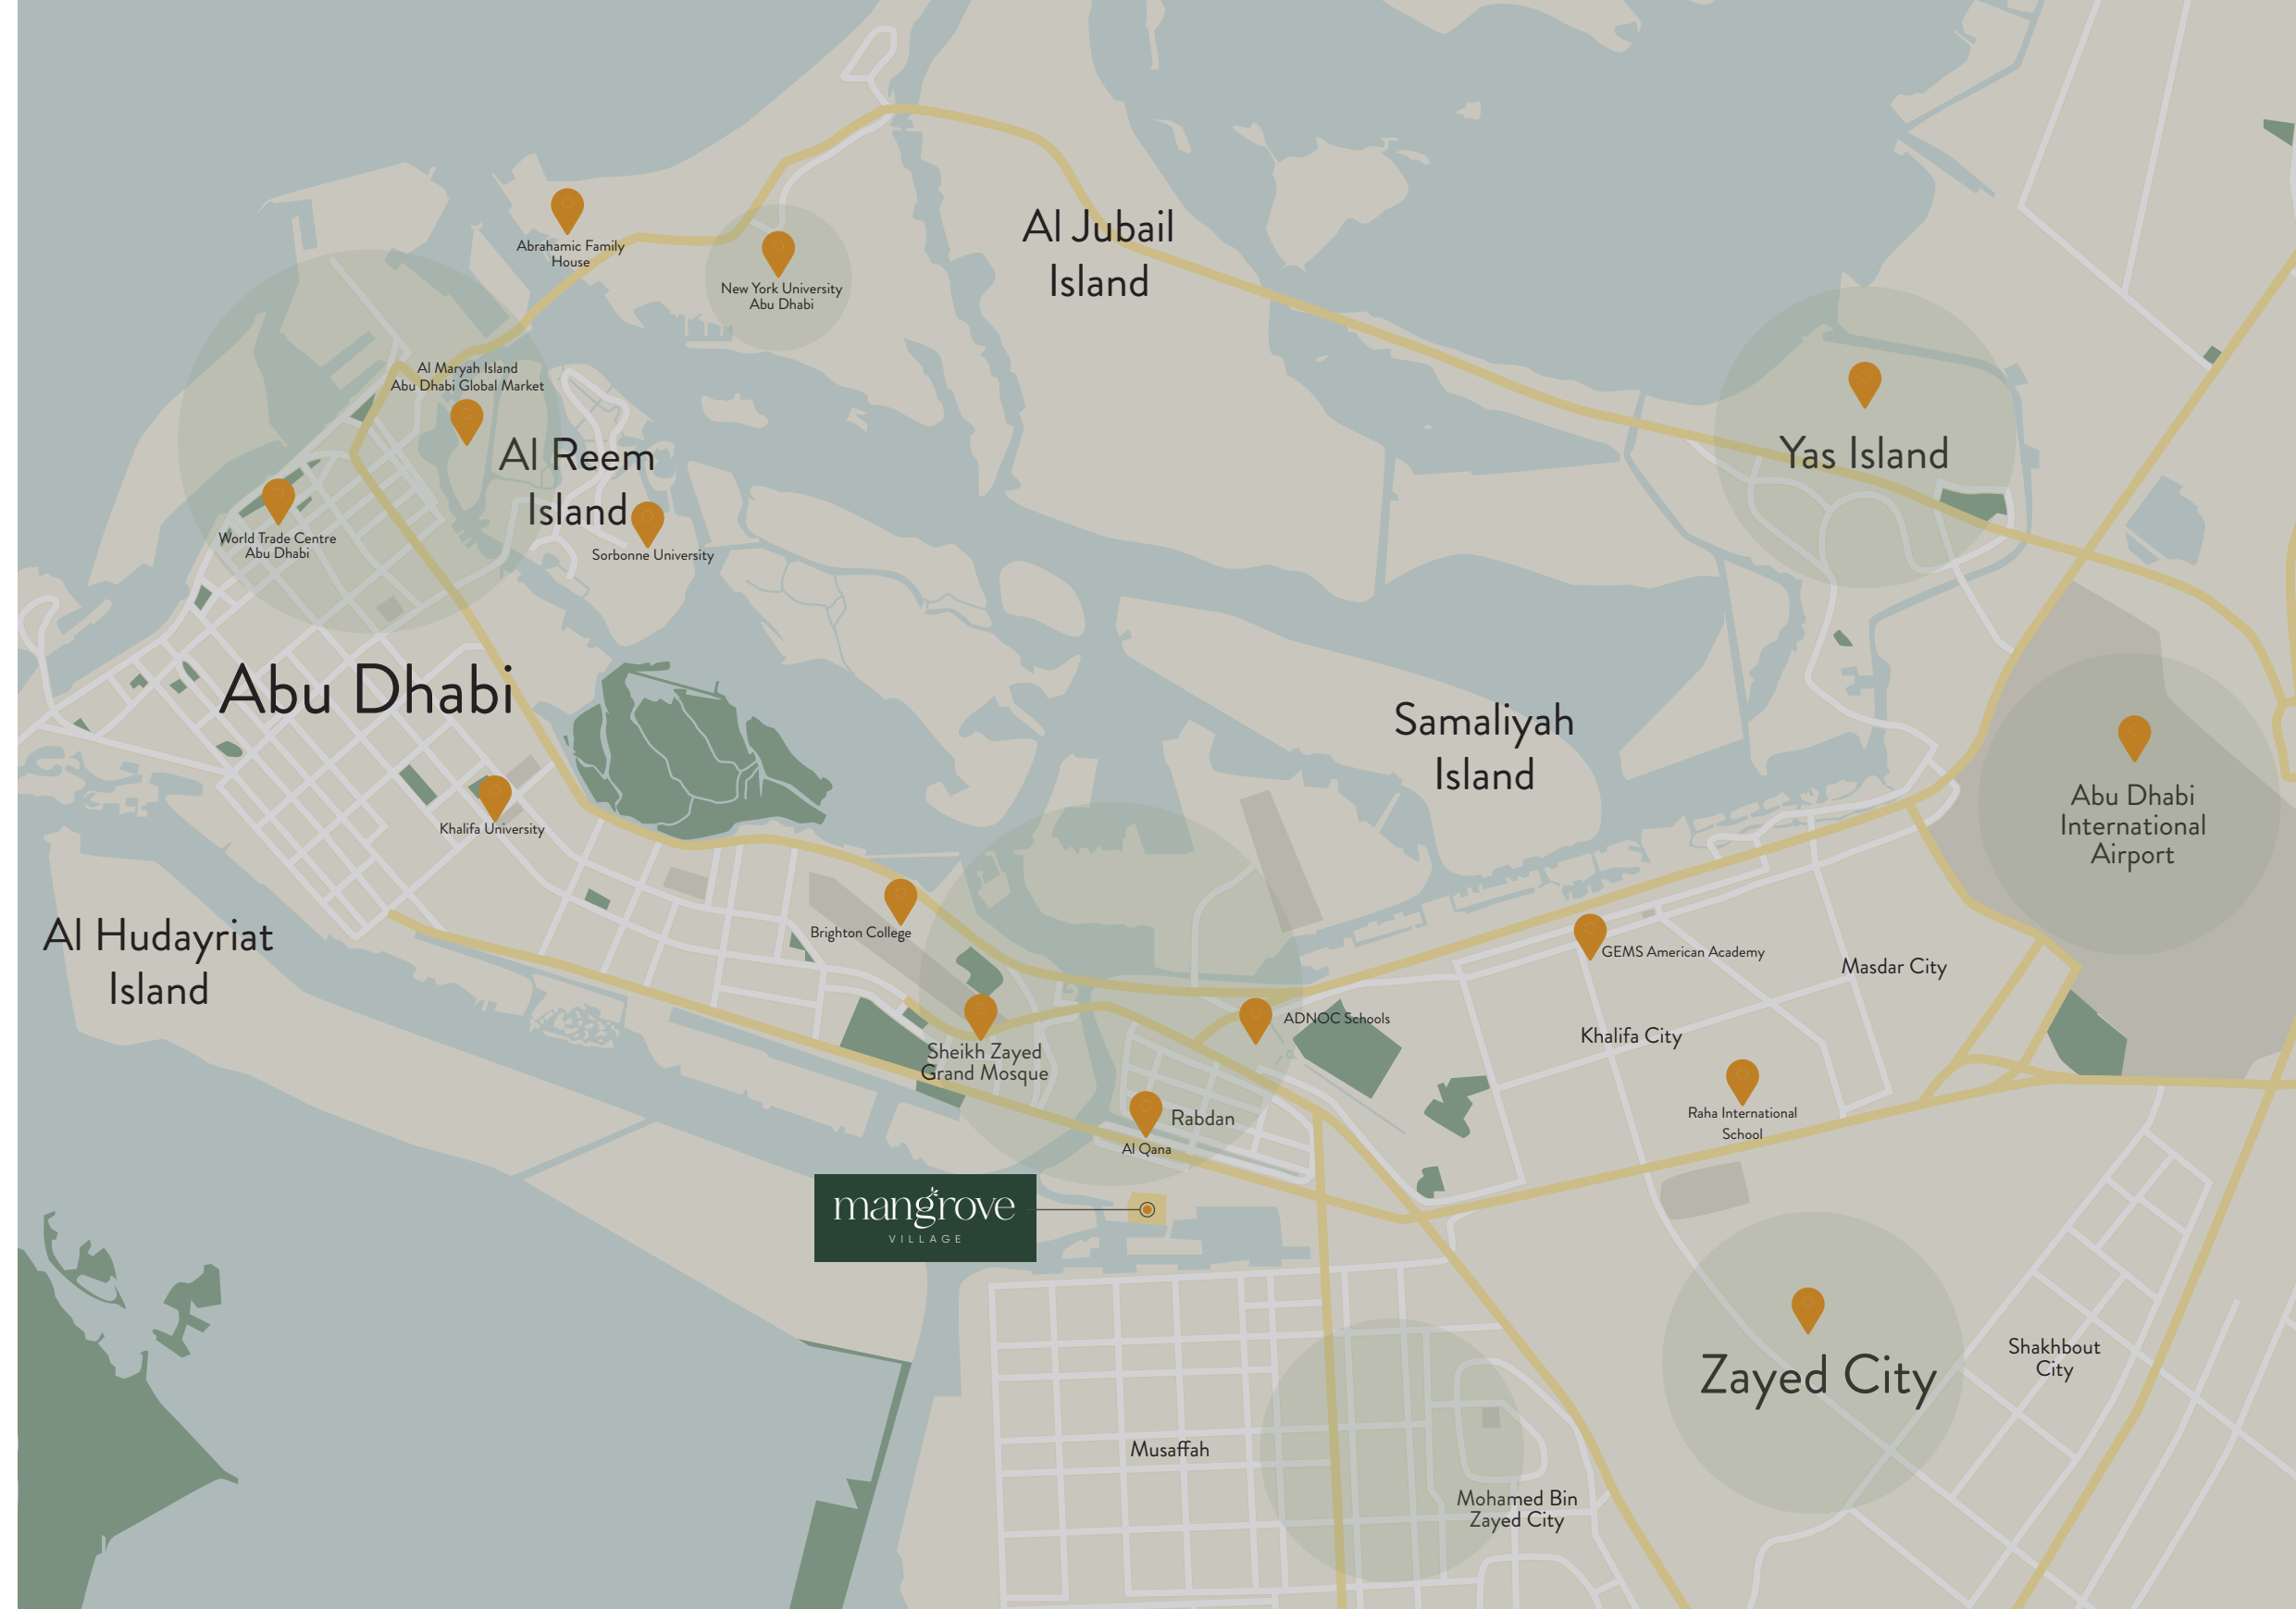 Al Jubail
Island
Abrahamic Family
House
New York University
Abu Dhabi
Al Maryah Island
Abu Dhabi Global Market
Al Reem
Island
Yas Island
World Trade Centre
Abu Dhabi
Sorbonne University
Abu Dhabi
Samaliyah
Island
Abu Dhabi
International
Airport
Khalifa University
Al Hudayriat
Island
Brighton College
GEMS American Academy
Masdar City
ADNOC Schools
Khalifa City
Sheikh Zayed
Grand Mosque
Rabdan
Al Qana
Raha International
School
mangrove
VILLAGE
Zayed City
Shakhbout
City
Musaffah
Mohamed Bin
Zayed City